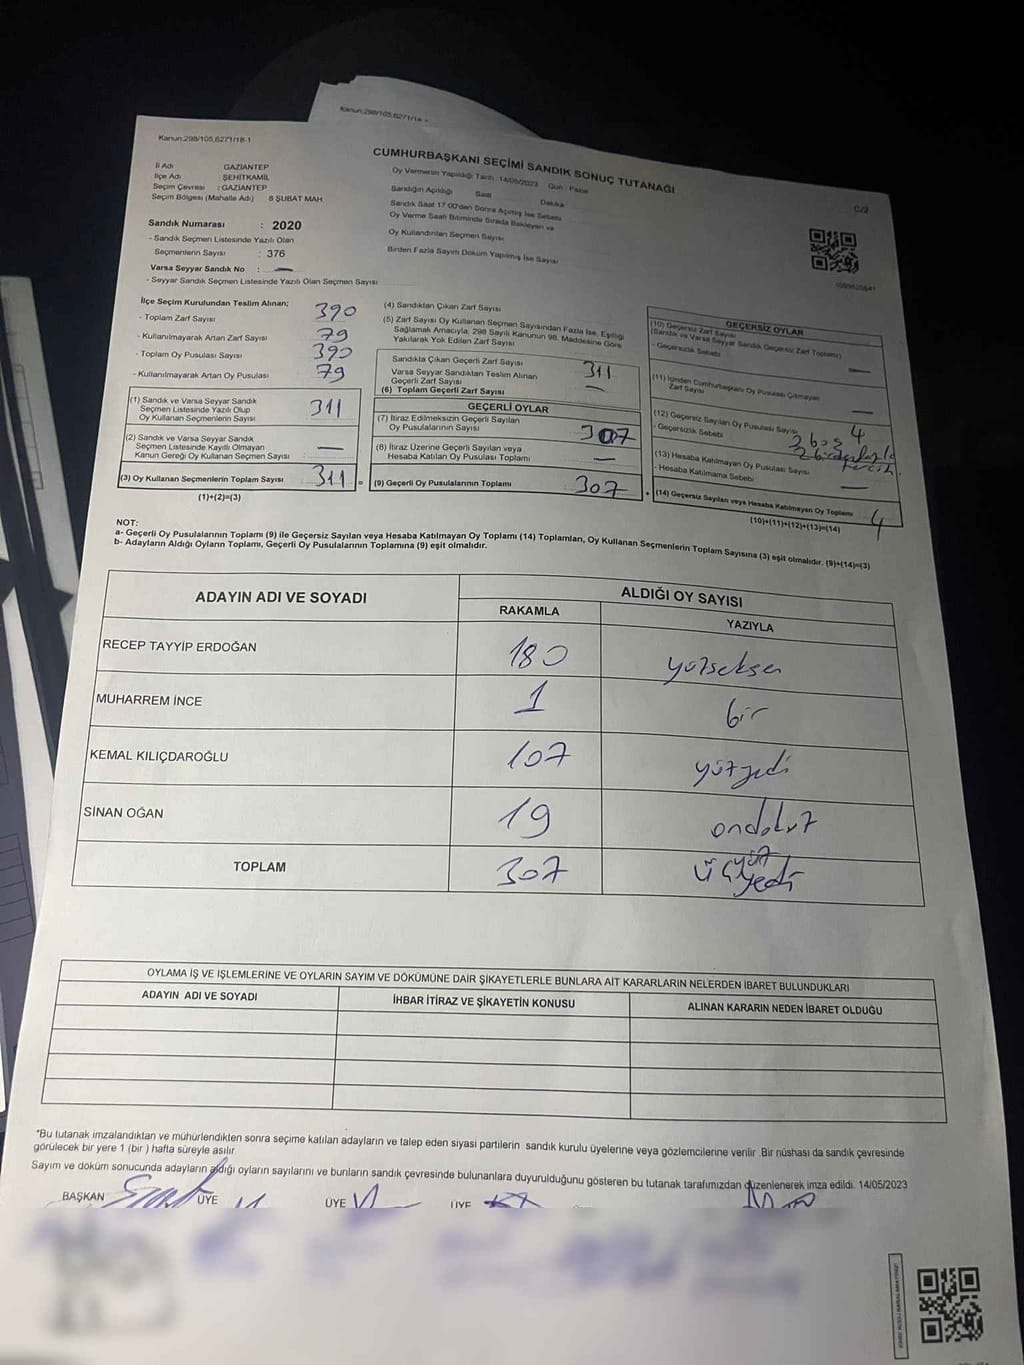 Kanun:298/105,6271/1a -
Kanun:298/105,6271/18-1
CUMHURBAŞKANI SEÇİMİ SANDIK SONUÇ TUTANAĞI
C/2
İl Adı GAZİANTEP
İlçe Adı ŞEHİTKAMİL
Seçim Çevresi : GAZİANTEP
Seçim Bölgesi (Mahalle Adı) 8 ŞUBAT MAH
Sandık Numarası : 2020
- Sandık Seçmen Listesinde Yazılı Olan
Seçmenlerin Sayısı : 376
Varsa Seyyar Sandık No : —
- Seyyar Sandık Seçmen Listesinde Yazılı Olan Seçmen Sayısı
Oy Vermenin Yapıldığı Tarih :14/05/2023 Gün : Pazar
Sandığın Açıldığı Saat Dakika
Sandık Saat 17.00'den Sonra Açılmış İse Sebebi
Oy Verme Saati Bitiminde Sırada Bekleyen ve
Oy Kullandırılan Seçmen Sayısı
Birden Fazla Sayım Döküm Yapılmış İse Sayısı
İlçe Seçim Kurulundan Teslim Alınan;
- Toplam Zarf Sayısı 390
- Kullanılmayarak Artan Zarf Sayısı 79
- Toplam Oy Pusulası Sayısı 390
- Kullanılmayarak Artan Oy Pusulası 79
(1) Sandık ve Varsa Seyyar Sandık
Seçmen Listesinde Yazılı Olup
Oy Kullanan Seçmenlerin Sayısı 311
(2) Sandık ve Varsa Seyyar Sandık
Seçmen Listesinde Kayıtlı Olmayan
Kanun Gereği Oy Kullanan Seçmen Sayısı —
(3) Oy Kullanan Seçmenlerin Toplam Sayısı 311 =
(1)+(2)=(3)
(4) Sandıktan Çıkan Zarf Sayısı
(5) Zarf Sayısı Oy Kullanan Seçmen Sayısından Fazla İse, Eşitliği
Sağlamak Amacıyla, 298 Sayılı Kanunun 98. Maddesine Göre
Yakılarak Yok Edilen Zarf Sayısı
Sandıkta Çıkan Geçerli Zarf Sayısı 311
Varsa Seyyar Sandıktan Teslim Alınan
Geçerli Zarf Sayısı —
(6) Toplam Geçerli Zarf Sayısı
GEÇERLİ OYLAR
(7) İtiraz Edilmeksizin Geçerli Sayılan
Oy Pusulalarının Sayısı 307
(8) İtiraz Üzerine Geçerli Sayılan veya
Hesaba Katılan Oy Pusulası Toplamı —
(9) Geçerli Oy Pusulalarının Toplamı 307 +
GEÇERSİZ OYLAR
(10) Geçersiz Zarf Sayısı
(Sandık ve Varsa Seyyar Sandık Geçersiz Zarf Toplamı)
- Geçersizlik Sebebi —
(11) İçinden Cumhurbaşkanı Oy Pusulası Çıkmayan
Zarf Sayısı —
(12) Geçersiz Sayılan Oy Pusulası Sayısı 4
- Geçersizlik Sebebi 2 boş
2 birden fazla
tercih
(13) Hesaba Katılmayan Oy Pusulası Sayısı
- Hesaba Katılmama Sebebi —
(14) Geçersiz Sayılan veya Hesaba Katılmayan Oy Toplamı 4
(10)+(11)+(12)+(13)=(14)
NOT:
a- Geçerli Oy Pusulalarının Toplamı (9) ile Geçersiz Sayılan veya Hesaba Katılmayan Oy Toplamı (14) Toplamları, Oy Kullanan Seçmenlerin Toplam Sayısına (3) eşit olmalıdır. (9)+(14)=(3)
b- Adayların Aldığı Oyların Toplamı, Geçerli Oy Pusulalarının Toplamına (9) eşit olmalıdır.
ADAYIN ADI VE SOYADI
ALDIĞI OY SAYISI
RAKAMLA YAZIYLA
RECEP TAYYİP ERDOĞAN 180 yüzseksen
MUHARREM İNCE 1 bir
KEMAL KILIÇDAROĞLU 107 yüzyedi
SİNAN OĞAN 19 ondokuz
TOPLAM 307 üçyüz
yedi
OYLAMA İŞ VE İŞLEMLERİNE VE OYLARIN SAYIM VE DÖKÜMÜNE DAİR ŞİKAYETLERLE BUNLARA AİT KARARLARIN NELERDEN İBARET BULUNDUKLARI
ADAYIN ADI VE SOYADI İHBAR İTİRAZ VE ŞİKAYETİN KONUSU ALINAN KARARIN NEDEN İBARET OLDUĞU
"Bu tutanak imzalandıktan ve mühürlendikten sonra seçime katılan adayların ve talep eden siyasi partilerin sandık kurulu üyelerine veya gözlemcilerine verilir .Bir nüshası da sandık çevresinde
görülecek bir yere 1 (bir ) hafta süreyle asılır.
Sayım ve döküm sonucunda adayların aldığı oyların sayılarını ve bunların sandık çevresinde bulunanlara duyurulduğunu gösteren bu tutanak tarafımızdan düzenlenerek imza edildi. 14/05/2023
BAŞKAN ÜYE ÜYE ÜYE